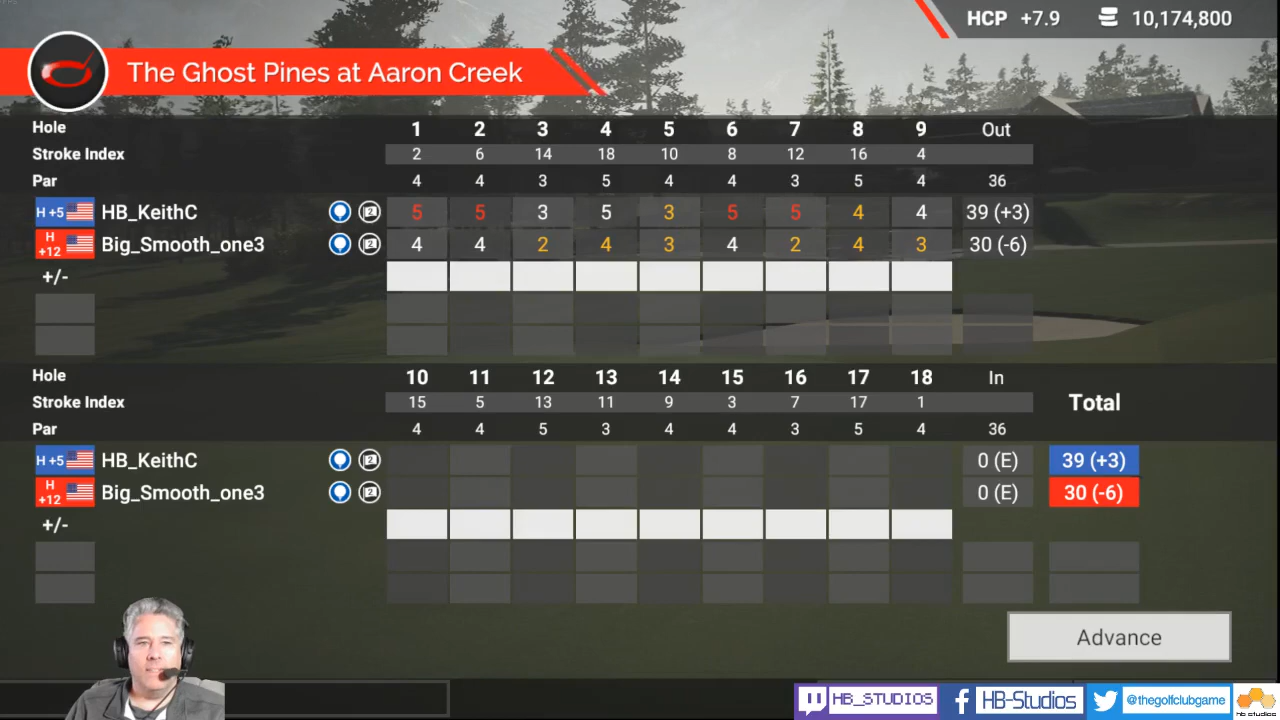 HCP +7.9 10,174,800
The Ghost Pines at Aaron Creek
Hole 1 2 3 4 5 6 7 8 9 Out
Stroke Index 2 6 14 18 10 8 12 16 4
Par 4 4 3 5 4 4 3 5 4 36
H +5 HB_KeithC 2 5 5 3 5 3 5 5 4 4 39 (+3)
H +12 Big_Smooth_one3 2 4 4 2 4 3 4 2 4 3 30 (-6)
+/-
Hole 10 11 12 13 14 15 16 17 18 In
Stroke Index 15 5 13 11 9 3 7 17 1 Total
Par 4 4 5 3 4 4 3 5 4 36
H +5 HB_KeithC 2 0 (E) 39 (+3)
H +12 Big_Smooth_one3 2 0 (E) 30 (-6)
+/-
Advance
HB_STUDIOS f HB-Studios @thegolfclubgame hb studios